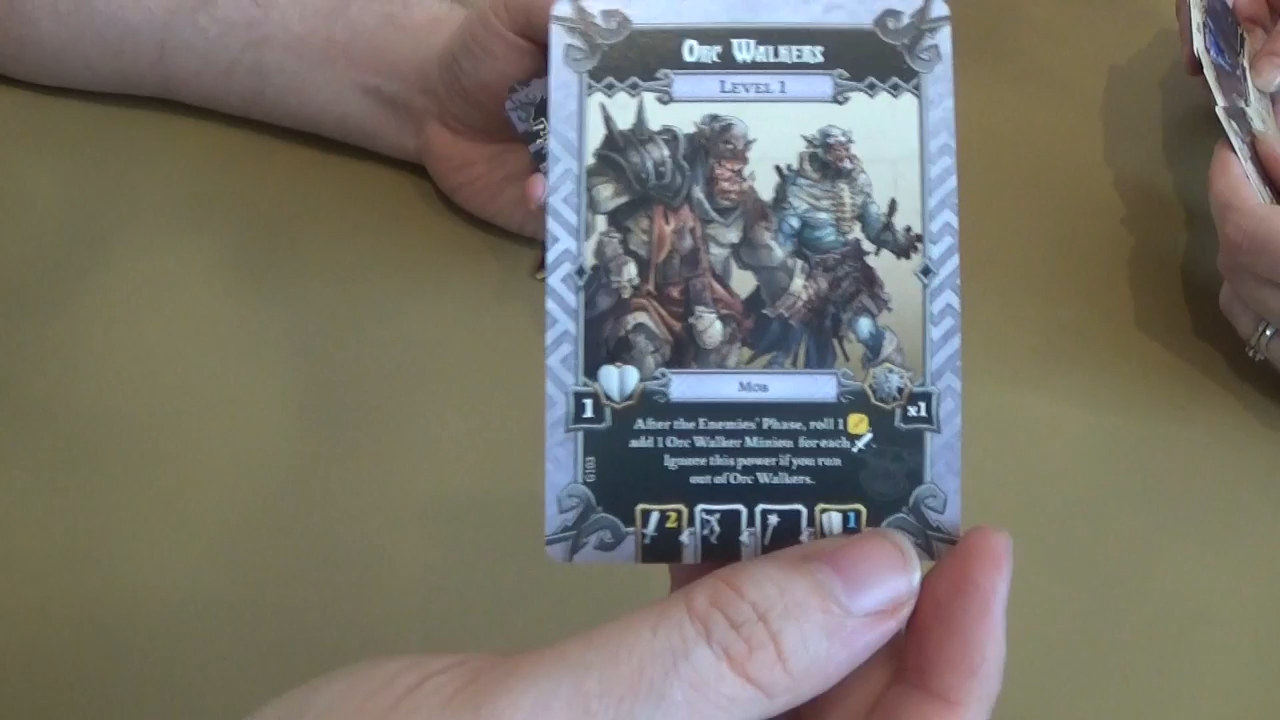 Orc Walkers
Level 1
Mob
1
x1
After the Enemies' Phase, roll 1
add 1 Orc Walker Minion for each
Ignore this power if you run
out of Orc Walkers.
G103
2
1